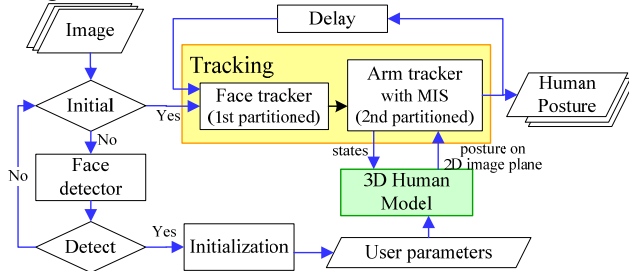 Image
Delay
Tracking
Initial
Yes
Face tracker
(1st partitioned)
Arm tracker
with MIS
(2nd partitioned)
Human
Posture
No
No
Face
detector
states
posture on
2D image plane
3D Human
Model
Detect
Yes
Initialization
User parameters